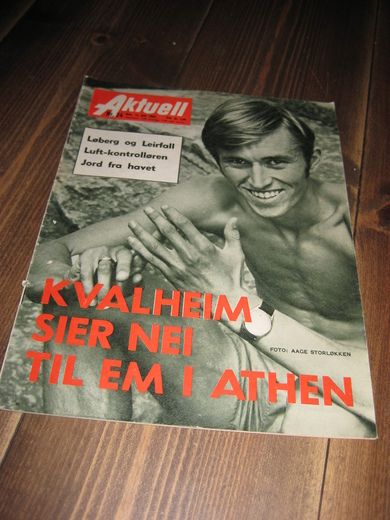 Aktuell
Løberg og Leirfall
Luft-kontrolløren
Jord fra havet
KVALHEIM
SIER NEI
FOTO: AAGE STORLØKKEN
TIL EM I ATHEN